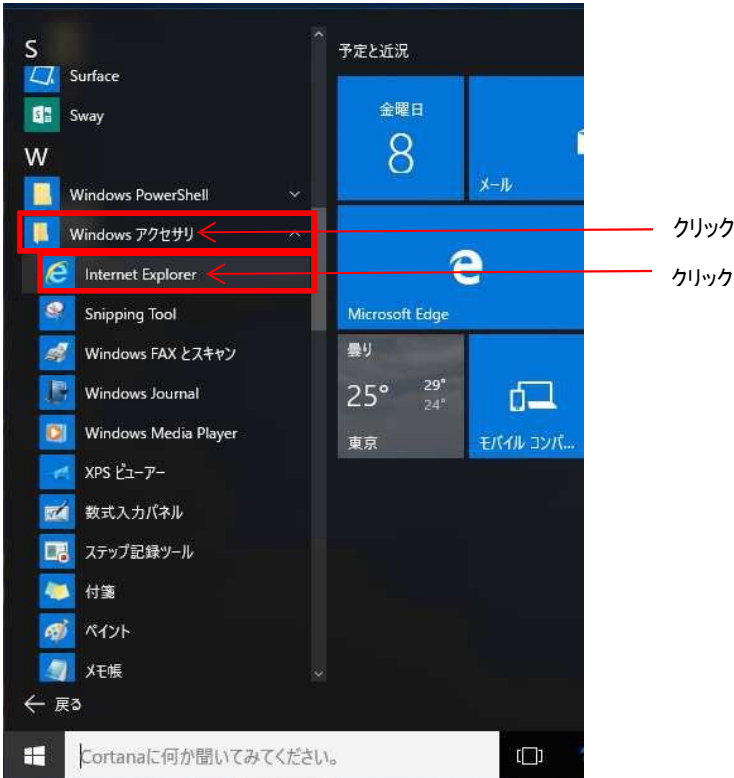 S
Surface
Sway
W
Windows PowerShell
Windows アクセサリ
Internet Explorer
Snipping Tool
Windows FAX とスキャン
Windows Journal
Windows Media Player
XPS ビューアー
数式入力パネル
ステップ記録ツール
付箋
ペイント
メモ帳
戻る
Cortanaに何か聞いてみてください。
予定と近況
金曜日
8
メール
Microsoft Edge
曇り
25° 29°
24°
東京
モバイル コンパ...
クリック
クリック